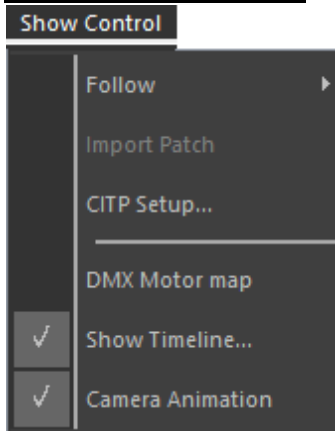 Show Control
Follow
Import Patch
CITP Setup...
DMX Motor map
Show Timeline...
Camera Animation